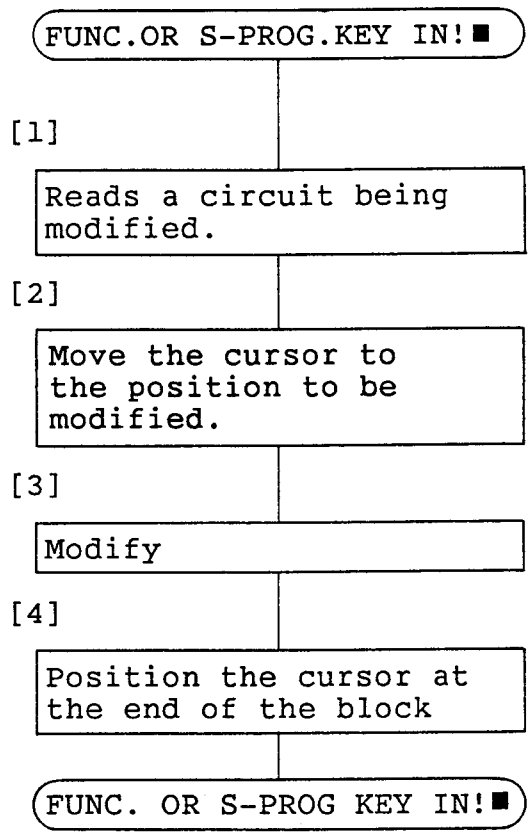 FUNC.OR S-PROG.KEY IN!■
[1]
Reads a circuit being
modified.
[2]
Move the cursor to
the position to be
modified.
[3]
Modify
[4]
Position the cursor at
the end of the block
FUNC. OR S-PROG KEY IN!■